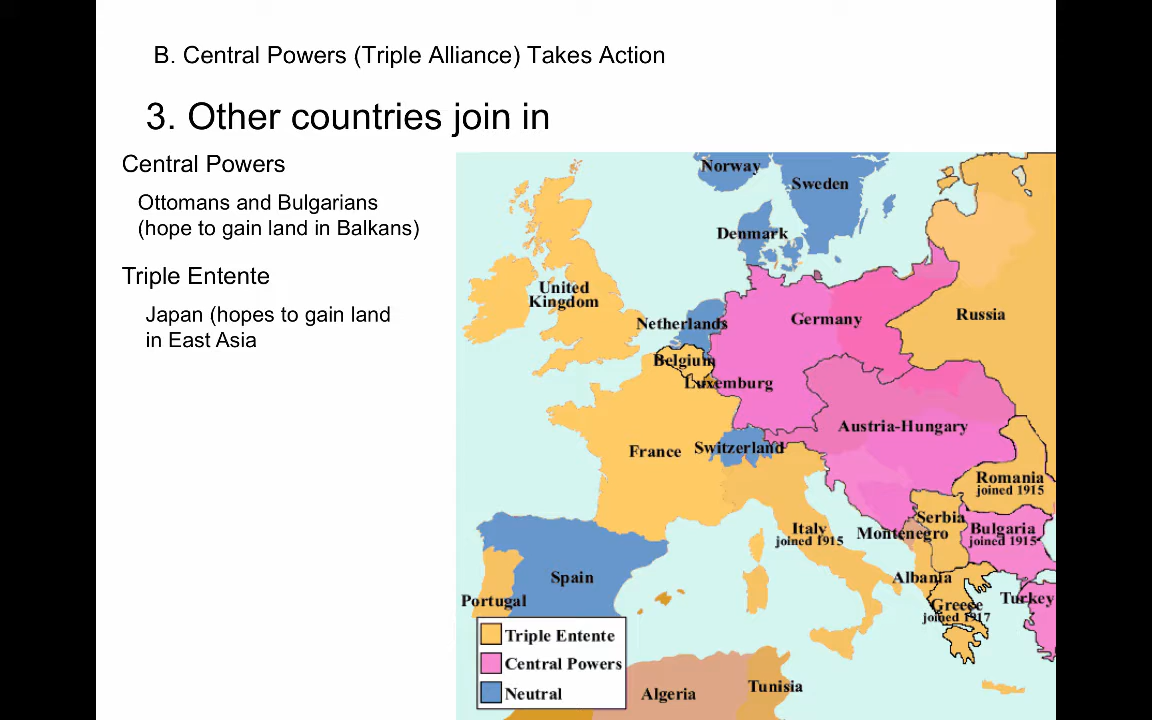 B. Central Powers (Triple Alliance) Takes Action
3. Other countries join in
Central Powers
Ottomans and Bulgarians
(hope to gain land in Balkans)
Triple Entente
Japan (hopes to gain land
in East Asia
Norway
Sweden
Denmark
United
Kingdom
Netherlands
Germany
Russia
Belgium
Luxemburg
Austria-Hungary
France
Switzerland
Romania
joined 1915
Serbia
Italy
joined 1915
Montenegro
Bulgaria
joined 1915
Spain
Albania
Portugal
Greece
joined 1917
Turkey
Triple Entente
Central Powers
Neutral
Algeria
Tunisia